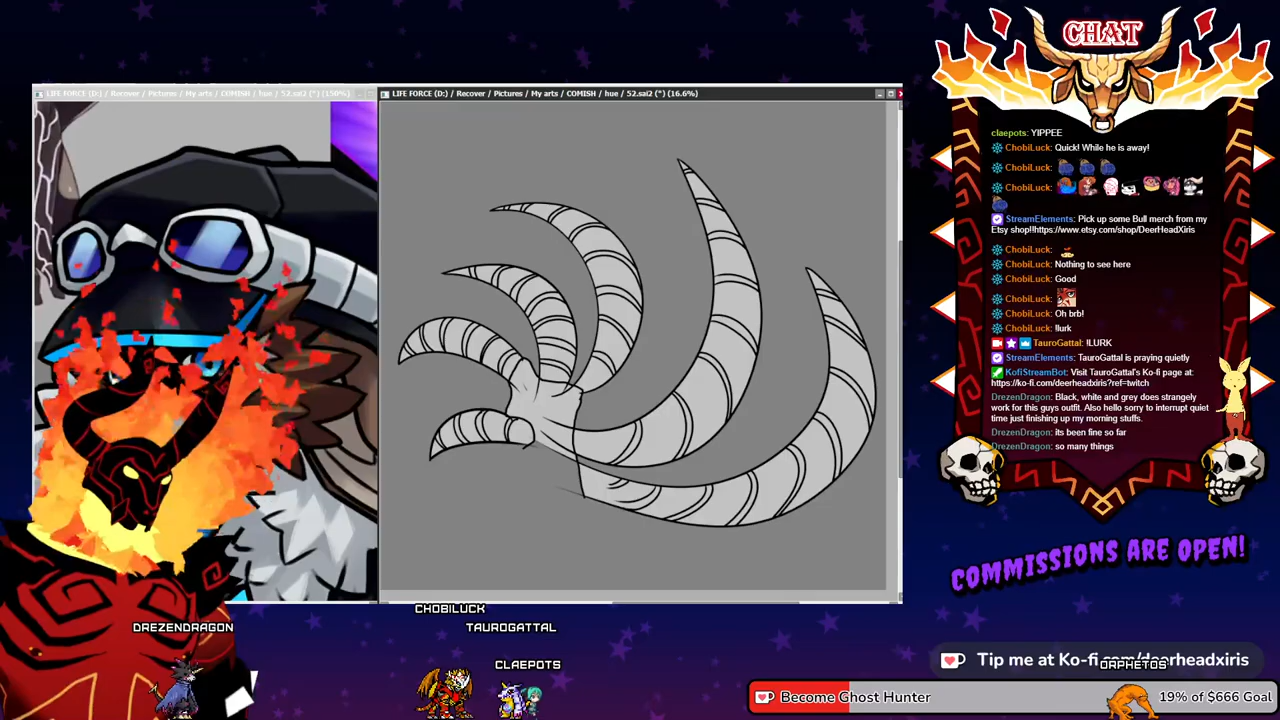 CHAT
LIFE FORCE (D:) / Recover / Pictures / My arts / COMISH / hue / 52.sai2 (*) (150%)
LIFE FORCE (D:) / Recover / Pictures / My arts / COMISH / hue / 52.sai2 (*) (16.6%)
claepots: YIPPEE
ChobiLuck: Quick! While he is away!
ChobiLuck:
ChobiLuck:
StreamElements: Pick up some Bull merch from my
Etsy shop!!https://www.etsy.com/shop/DeerHeadXiris
ChobiLuck:
ChobiLuck: Nothing to see here
ChobiLuck: Good
ChobiLuck:
ChobiLuck: Oh brb!
ChobiLuck: !lurk
TauroGattal: !LURK
StreamElements: TauroGattal is praying quietly
KofiStreamBot: Visit TauroGattal's Ko-fi page at:
https://ko-fi.com/deerheadxiris?ref=twitch
DrezenDragon: Black, white and grey does strangely
work for this guys outfit. Also hello sorry to interrupt quiet
time just finishing up my morning stuffs.
DrezenDragon: its been fine so far
DrezenDragon: so many things
COMMISSIONS ARE OPEN!
CHOBILUCK
DREZENDRAGON
TAUROGATTAL
CLAEPOTS
Tip me at Ko-fi.com/deerheadxiris
ORPHETOS
Become Ghost Hunter
19% of $666 Goal